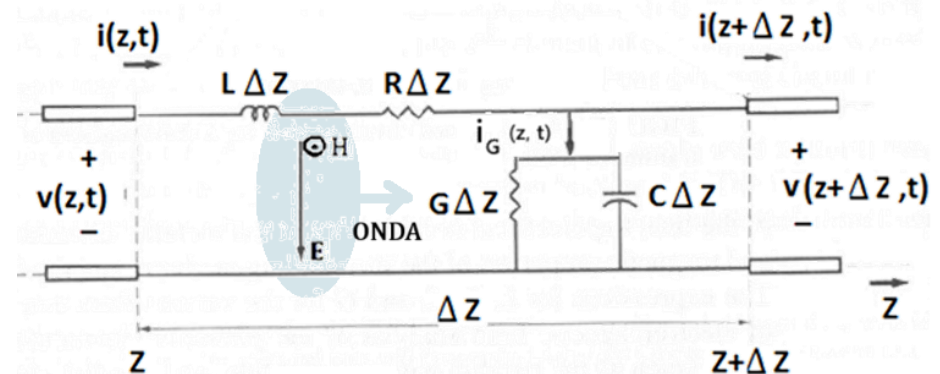 i(z,t)
i(z+ΔZ,t)
LΔZ
RΔZ
i_G (z, t)
H
+
v(z,t)
−
GΔZ
CΔZ
+
v(z+ΔZ,t)
−
ONDA
E
Z
ΔZ
Z
Z+ΔZ